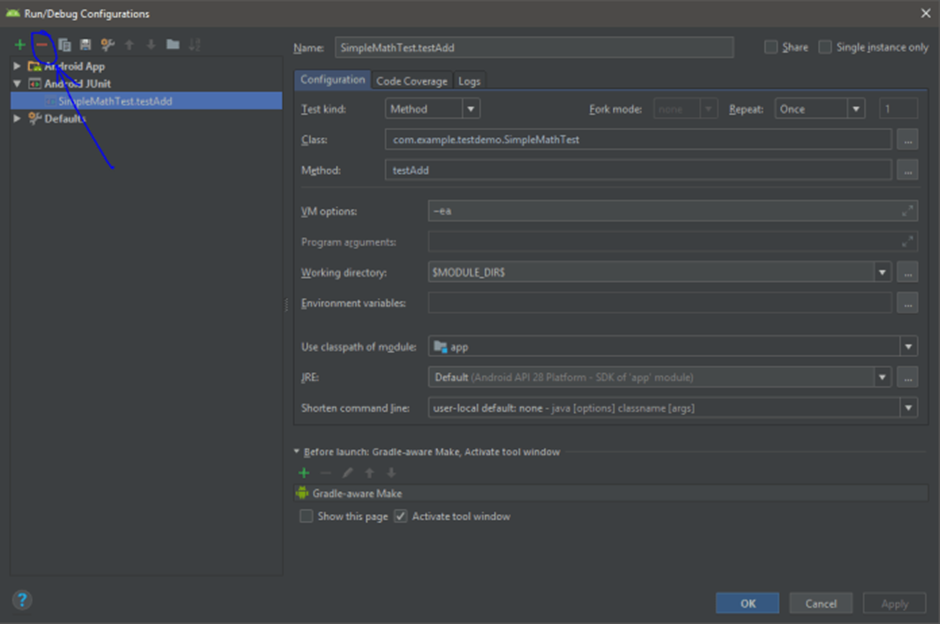 Run/Debug Configurations
Name: SimpleMathTest.testAdd Share Single instance only
Android App
Android JUnit
SimpleMathTest.testAdd
Defaults
Configuration Code Coverage Logs
Test kind: Method Fork mode: none Repeat: Once 1
Class: com.example.testdemo.SimpleMathTest ...
Method: testAdd ...
VM options: -ea
Program arguments:
Working directory: $MODULE_DIR$ ...
Environment variables: ...
Use classpath of module: app
JRE: Default (Android API 28 Platform - SDK of 'app' module) ...
Shorten command line: user-local default: none - java [options] classname [args]
Before launch: Gradle-aware Make, Activate tool window
Gradle-aware Make
Show this page Activate tool window
? OK Cancel Apply